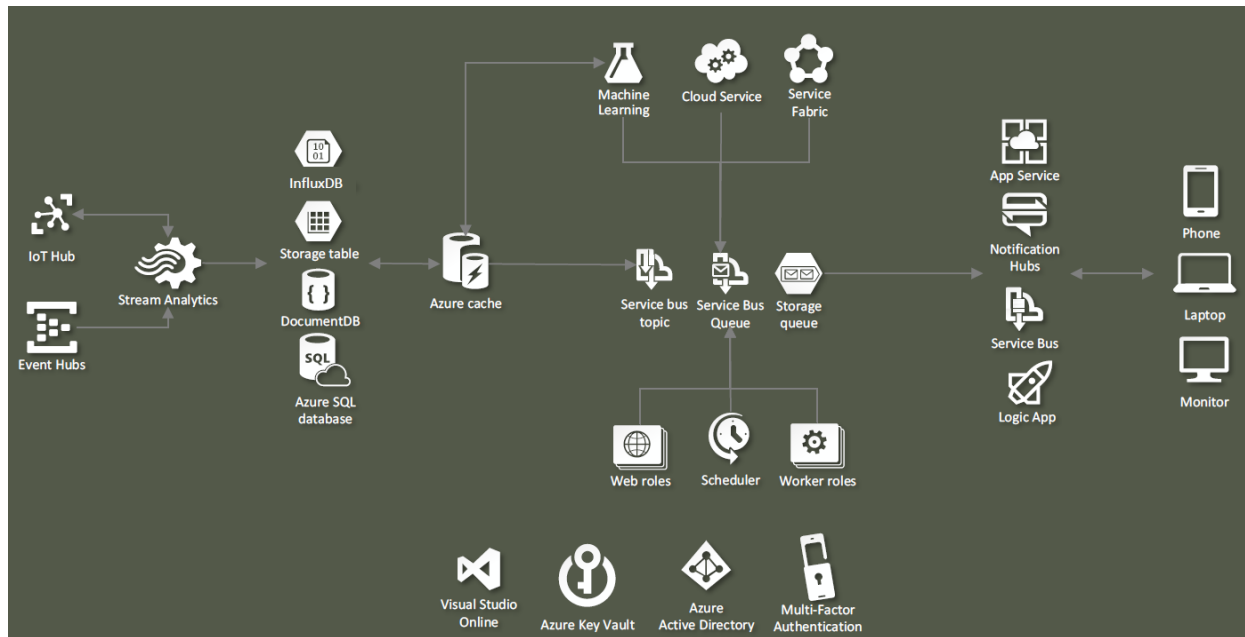 Machine
Learning
Cloud Service
Service
Fabric
10
01
InfluxDB
App Service
IoT Hub
Storage table
Notification
Hubs
Phone
Stream Analytics
{ }
DocumentDB
Azure cache
Service bus
topic
Service Bus
Queue
Storage
queue
Service Bus
Laptop
Event Hubs
SQL
Azure SQL
database
Logic App
Monitor
Web roles
Scheduler
Worker roles
Visual Studio
Online
Azure Key Vault
Azure
Active Directory
Multi-Factor
Authentication